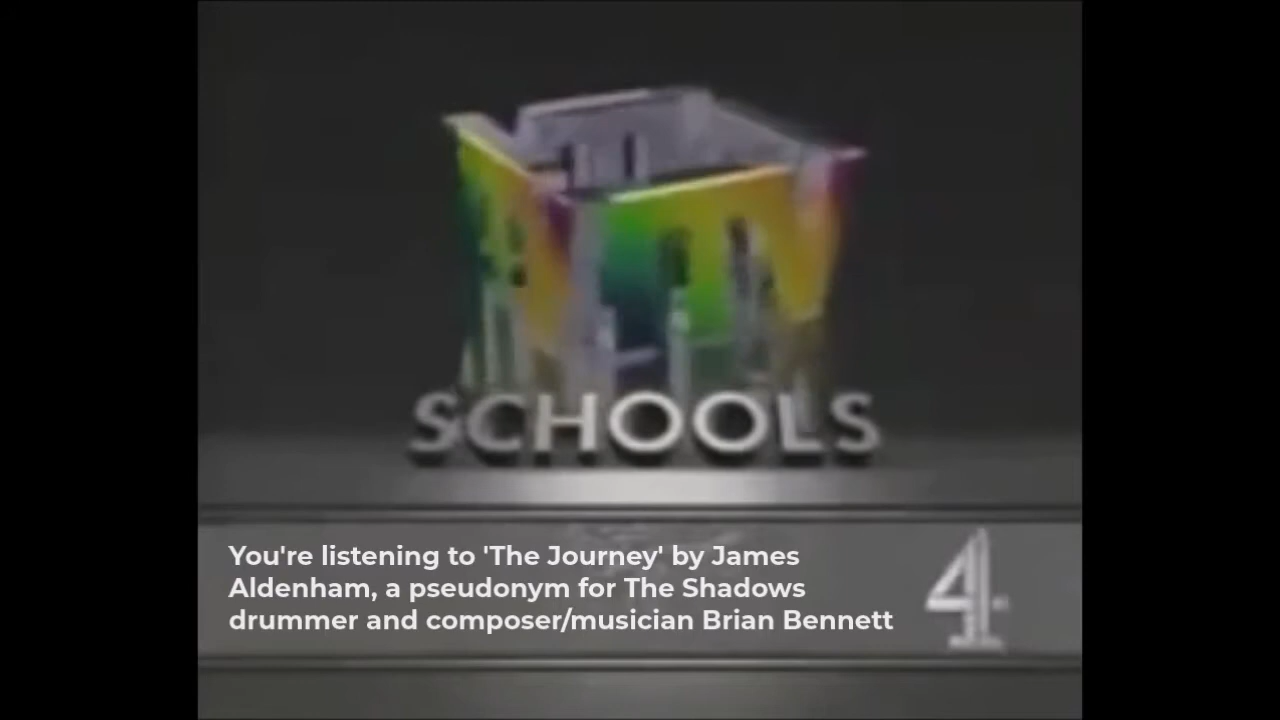 ITV
SCHOOLS
You're listening to 'The Journey' by James
Aldenham, a pseudonym for The Shadows
drummer and composer/musician Brian Bennett
4